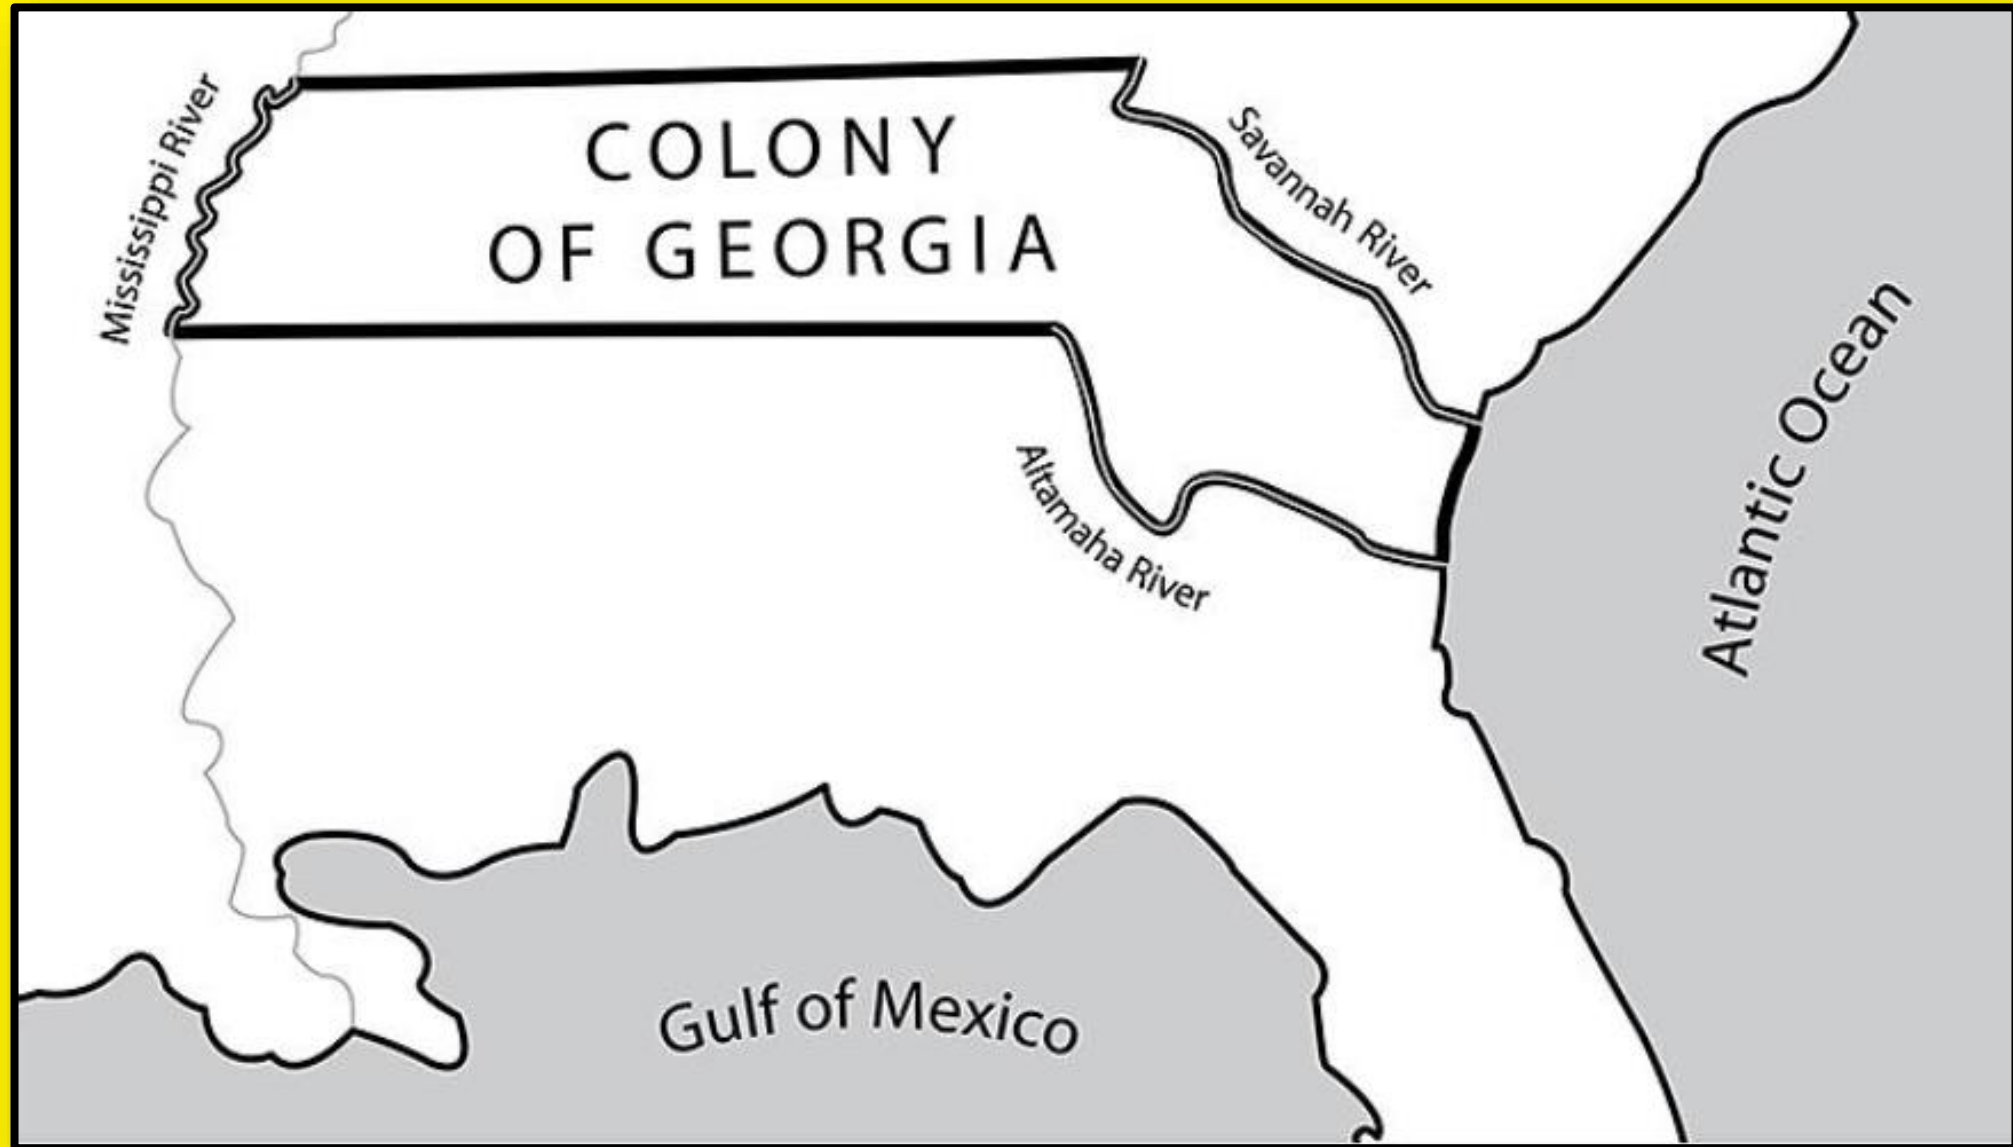 Mississippi River
COLONY
OF GEORGIA
Savannah River
Altamaha River
Atlantic Ocean
Gulf of Mexico